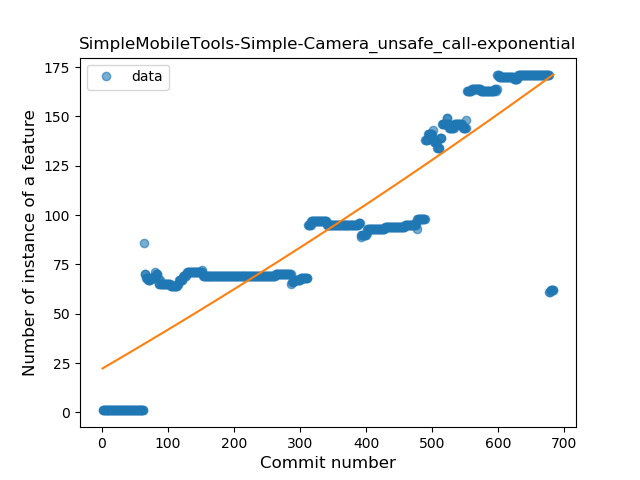 SimpleMobileTools-Simple-Camera_unsafe_call-exponential
data
Number of instance of a feature
175
150
125
100
75
50
25
0
0 100 200 300 400 500 600 700
Commit number